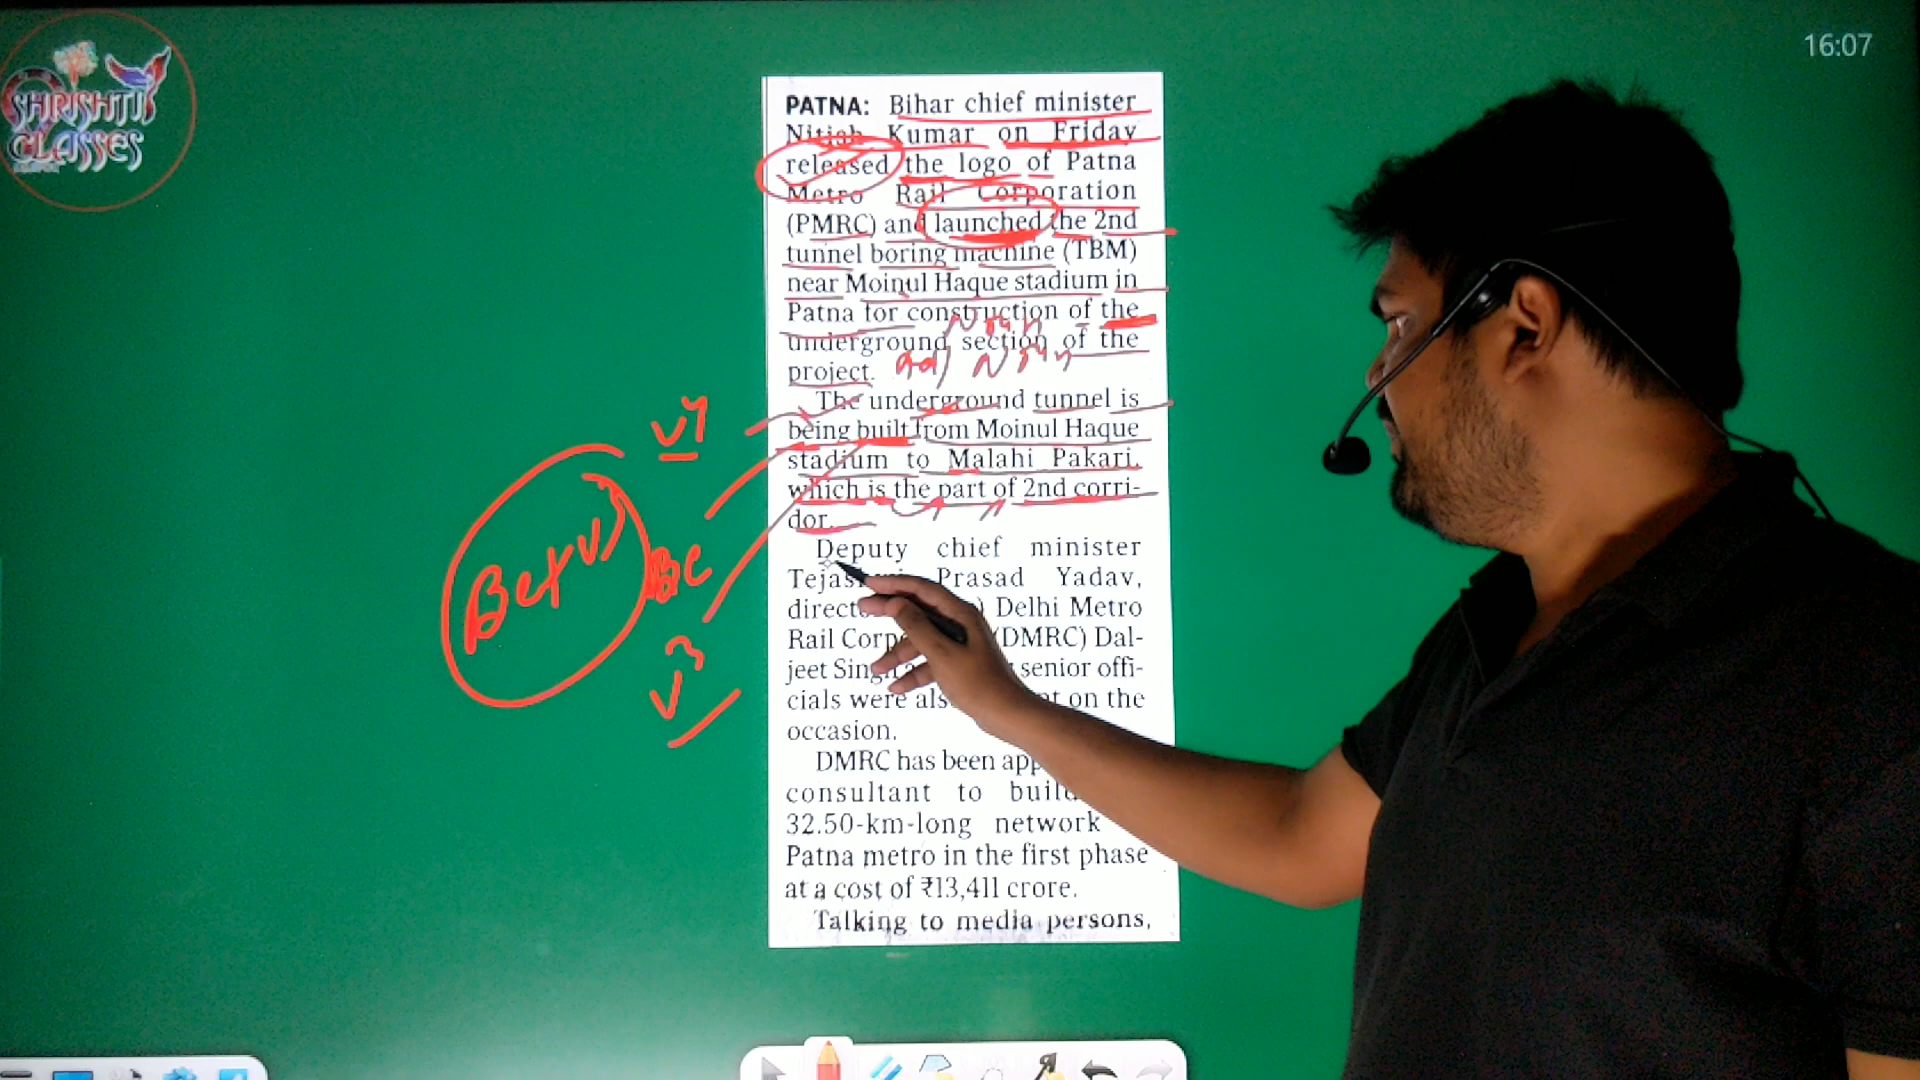 SHRISHTI
CLASSES
16:07
PATNA: Bihar chief minister
Nitish Kumar on Friday
released the logo of Patna
Metro Rail Corporation
(PMRC) and launched the 2nd
tunnel boring machine (TBM)
near Moinul Haque stadium in
Patna for construction of the
underground section of the
project.
The underground tunnel is
being built from Moinul Haque
stadium to Malahi Pakari,
which is the part of 2nd corri-
dor.
Deputy chief minister
Prasad Yadav,
Delhi Metro
Rail (DMRC) Dal-
jeet senior offi-
cials were on the
occasion.
DMRC has been
consultant to
32.50-km-long network
Patna metro in the first phase
at a cost of ₹13,411 crore.
Talking to media persons,
Noun
adj Noun
Be
V3